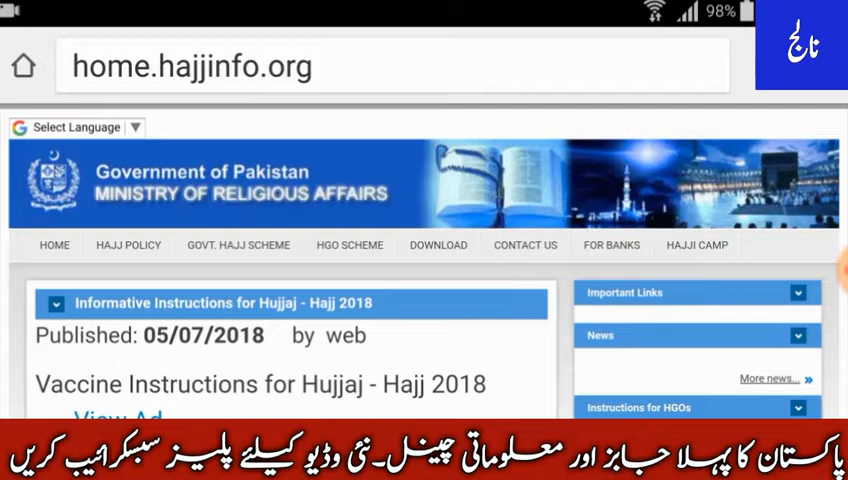 98%
نالج
home.hajjinfo.org
Select Language
Government of Pakistan
MINISTRY OF RELIGIOUS AFFAIRS
HOME HAJJ POLICY GOVT. HAJJ SCHEME HGO SCHEME DOWNLOAD CONTACT US FOR BANKS HAJJI CAMP
Informative Instructions for Hujjaj - Hajj 2018
Published: 05/07/2018 by web
Vaccine Instructions for Hujjaj - Hajj 2018
View Ad
Important Links
News
More news...
Instructions for HGOs
پاکستان کا پہلا جابز اور معلوماتی چینل۔نئی وڈیو کیلئے پلیز سبسکرائیب کریں